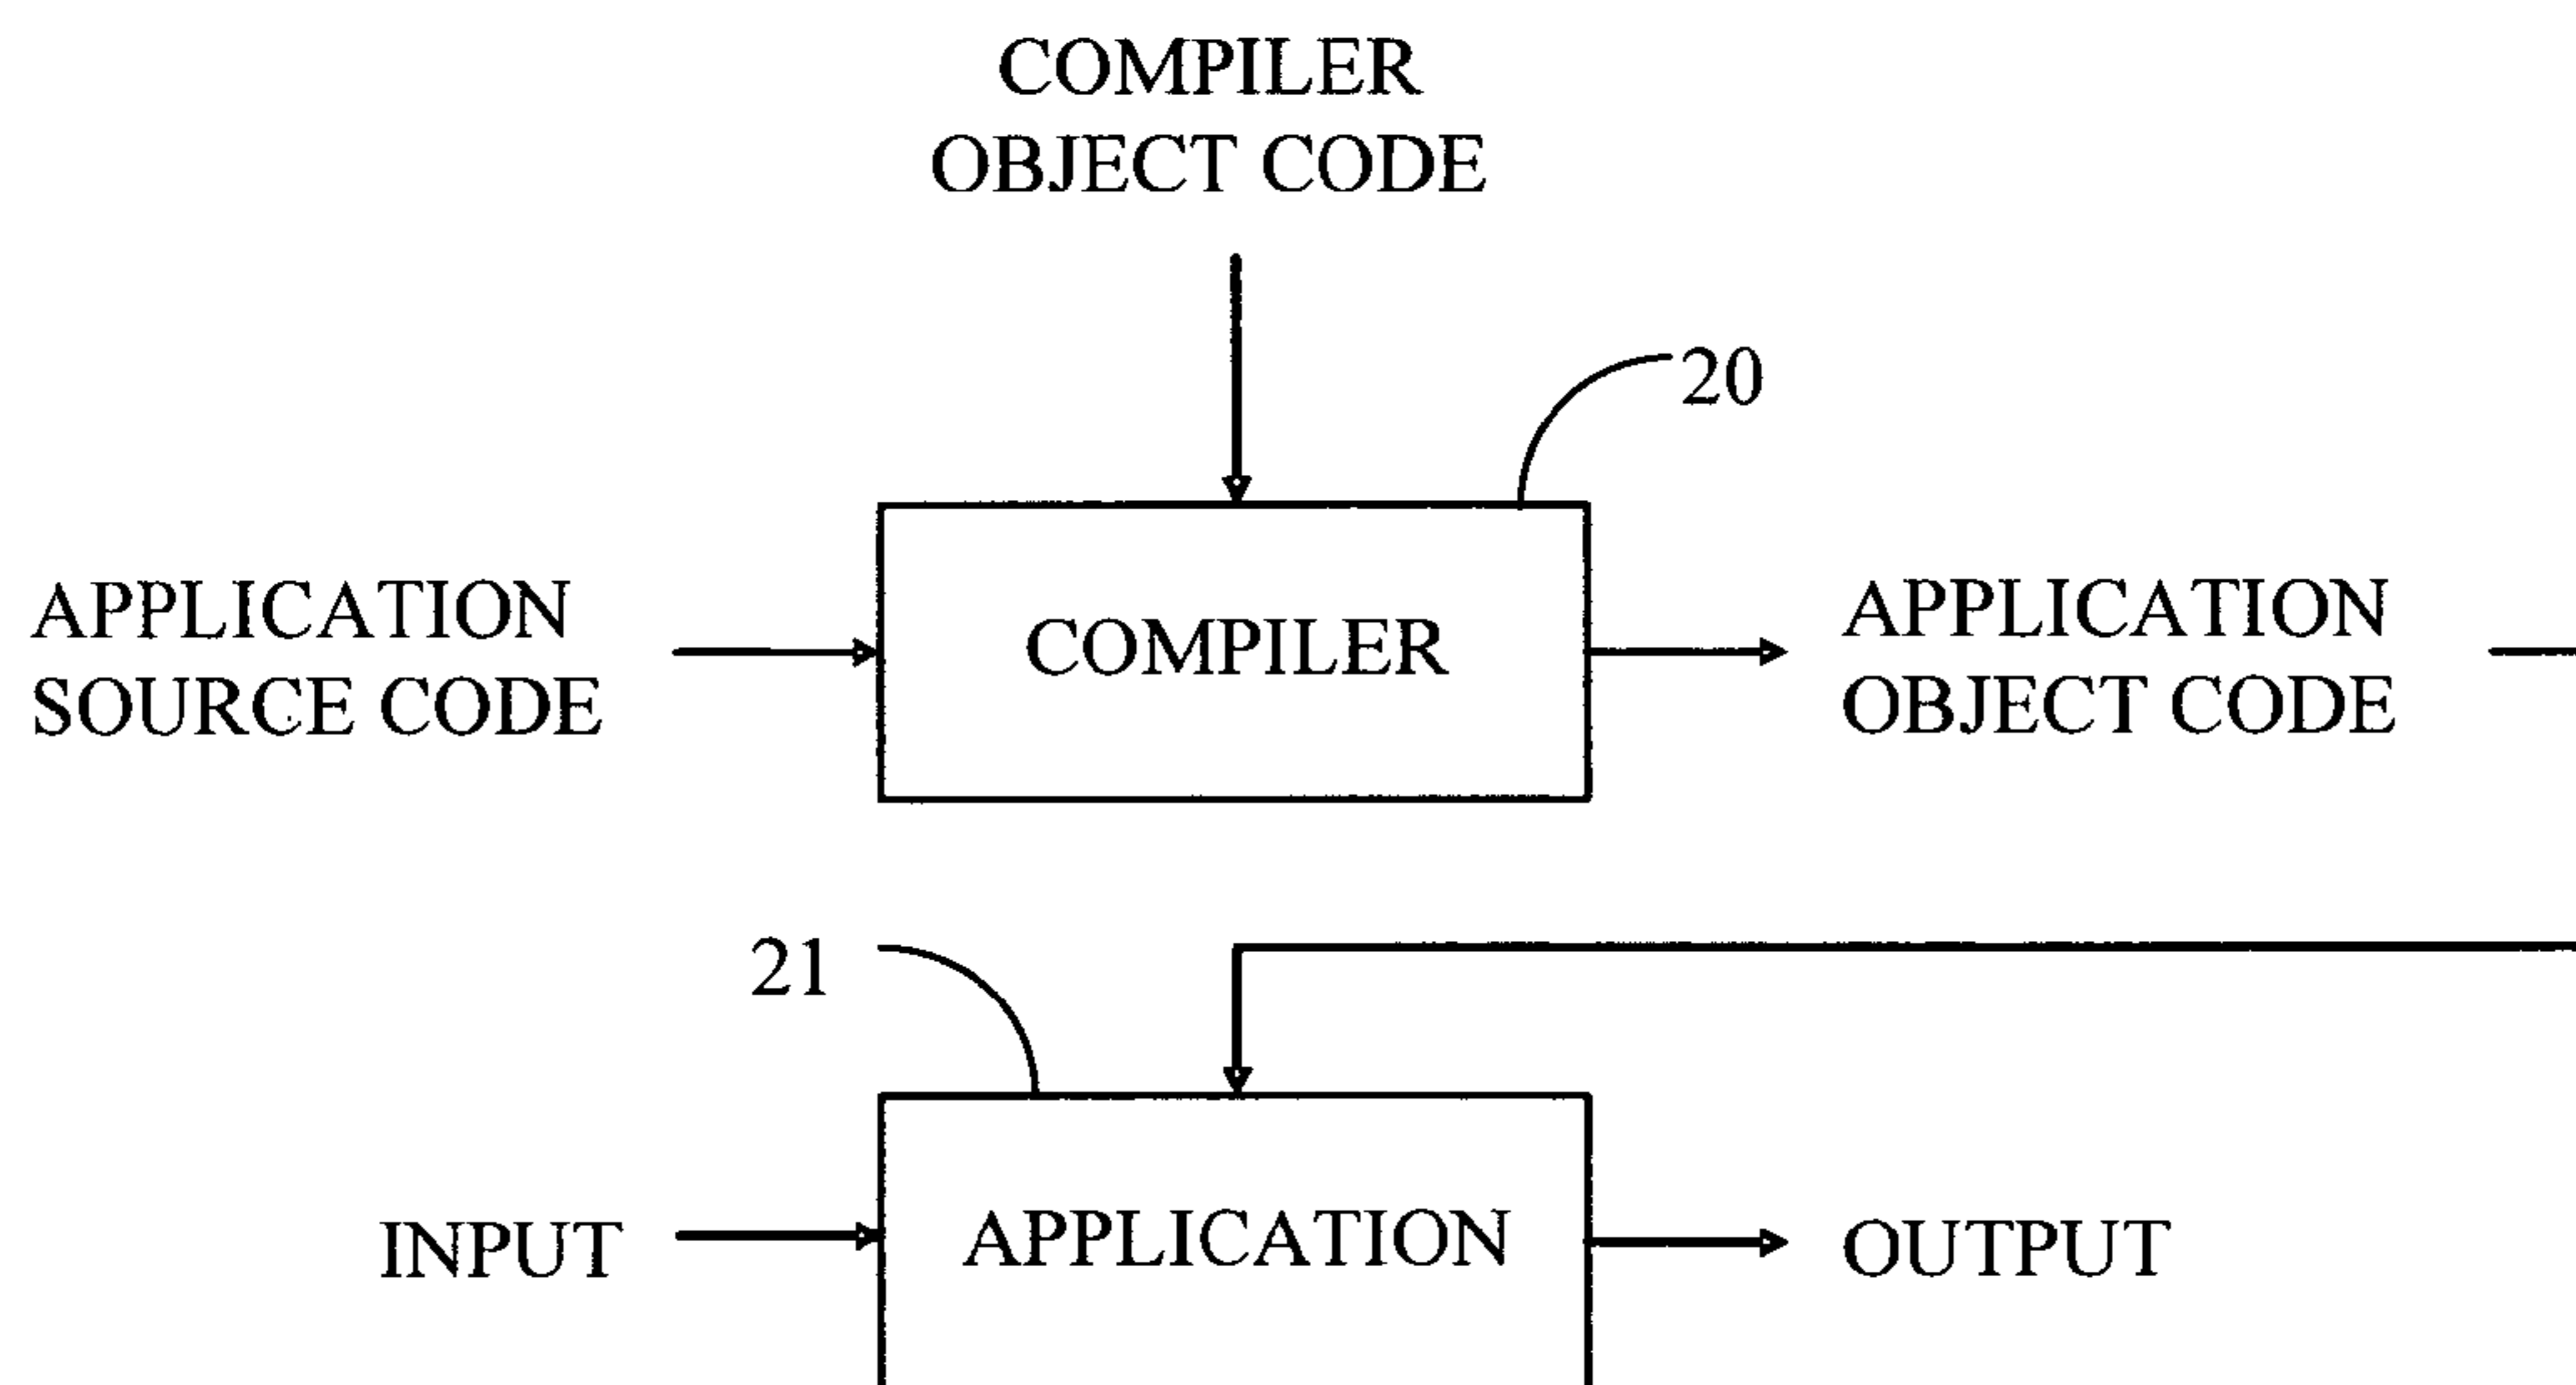 COMPILER
OBJECT CODE
20
APPLICATION
SOURCE CODE
COMPILER
APPLICATION
OBJECT CODE
21
INPUT
APPLICATION
OUTPUT